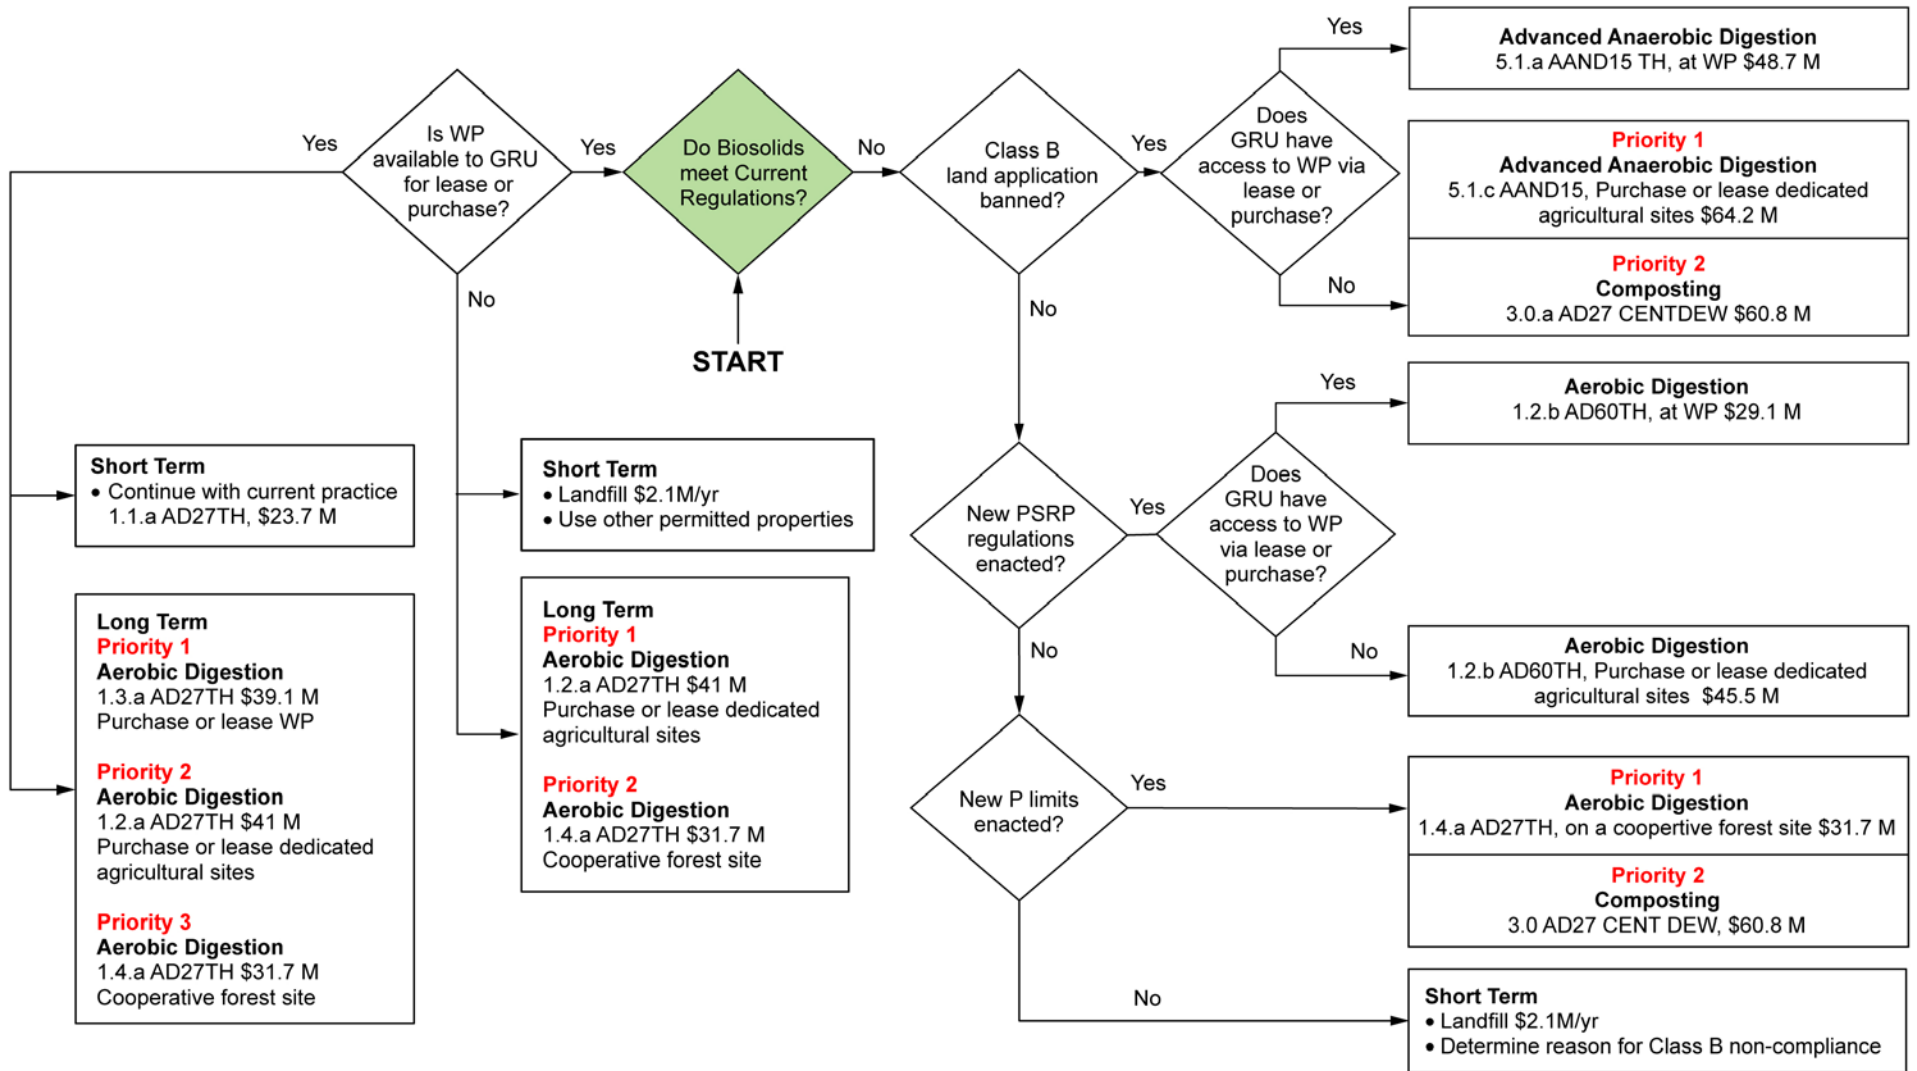 Yes
Is WP
available to GRU
for lease or
purchase?
Yes
No
Do Biosolids
meet Current
Regulations?
START
No
Class B
land application
banned?
Yes
No
Does
GRU have
access to WP via
lease or
purchase?
Yes
No
Advanced Anaerobic Digestion
5.1.a AAND15 TH, at WP $48.7 M
Priority 1
Advanced Anaerobic Digestion
5.1.c AAND15, Purchase or lease dedicated
agricultural sites $64.2 M
Priority 2
Composting
3.0.a AD27 CENTDEW $60.8 M
New PSRP
regulations
enacted?
Yes
No
Does
GRU have
access to WP
via lease or
purchase?
Yes
No
Aerobic Digestion
1.2.b AD60TH, at WP $29.1 M
Aerobic Digestion
1.2.b AD60TH, Purchase or lease dedicated
agricultural sites $45.5 M
New P limits
enacted?
Yes
No
Priority 1
Aerobic Digestion
1.4.a AD27TH, on a coopertive forest site $31.7 M
Priority 2
Composting
3.0 AD27 CENT DEW, $60.8 M
Short Term
• Landfill $2.1M/yr
• Determine reason for Class B non-compliance
Short Term
• Continue with current practice
1.1.a AD27TH, $23.7 M
Long Term
Priority 1
Aerobic Digestion
1.3.a AD27TH $39.1 M
Purchase or lease WP
Priority 2
Aerobic Digestion
1.2.a AD27TH $41 M
Purchase or lease dedicated
agricultural sites
Priority 3
Aerobic Digestion
1.4.a AD27TH $31.7 M
Cooperative forest site
Short Term
• Landfill $2.1M/yr
• Use other permitted properties
Long Term
Priority 1
Aerobic Digestion
1.2.a AD27TH $41 M
Purchase or lease dedicated
agricultural sites
Priority 2
Aerobic Digestion
1.4.a AD27TH $31.7 M
Cooperative forest site